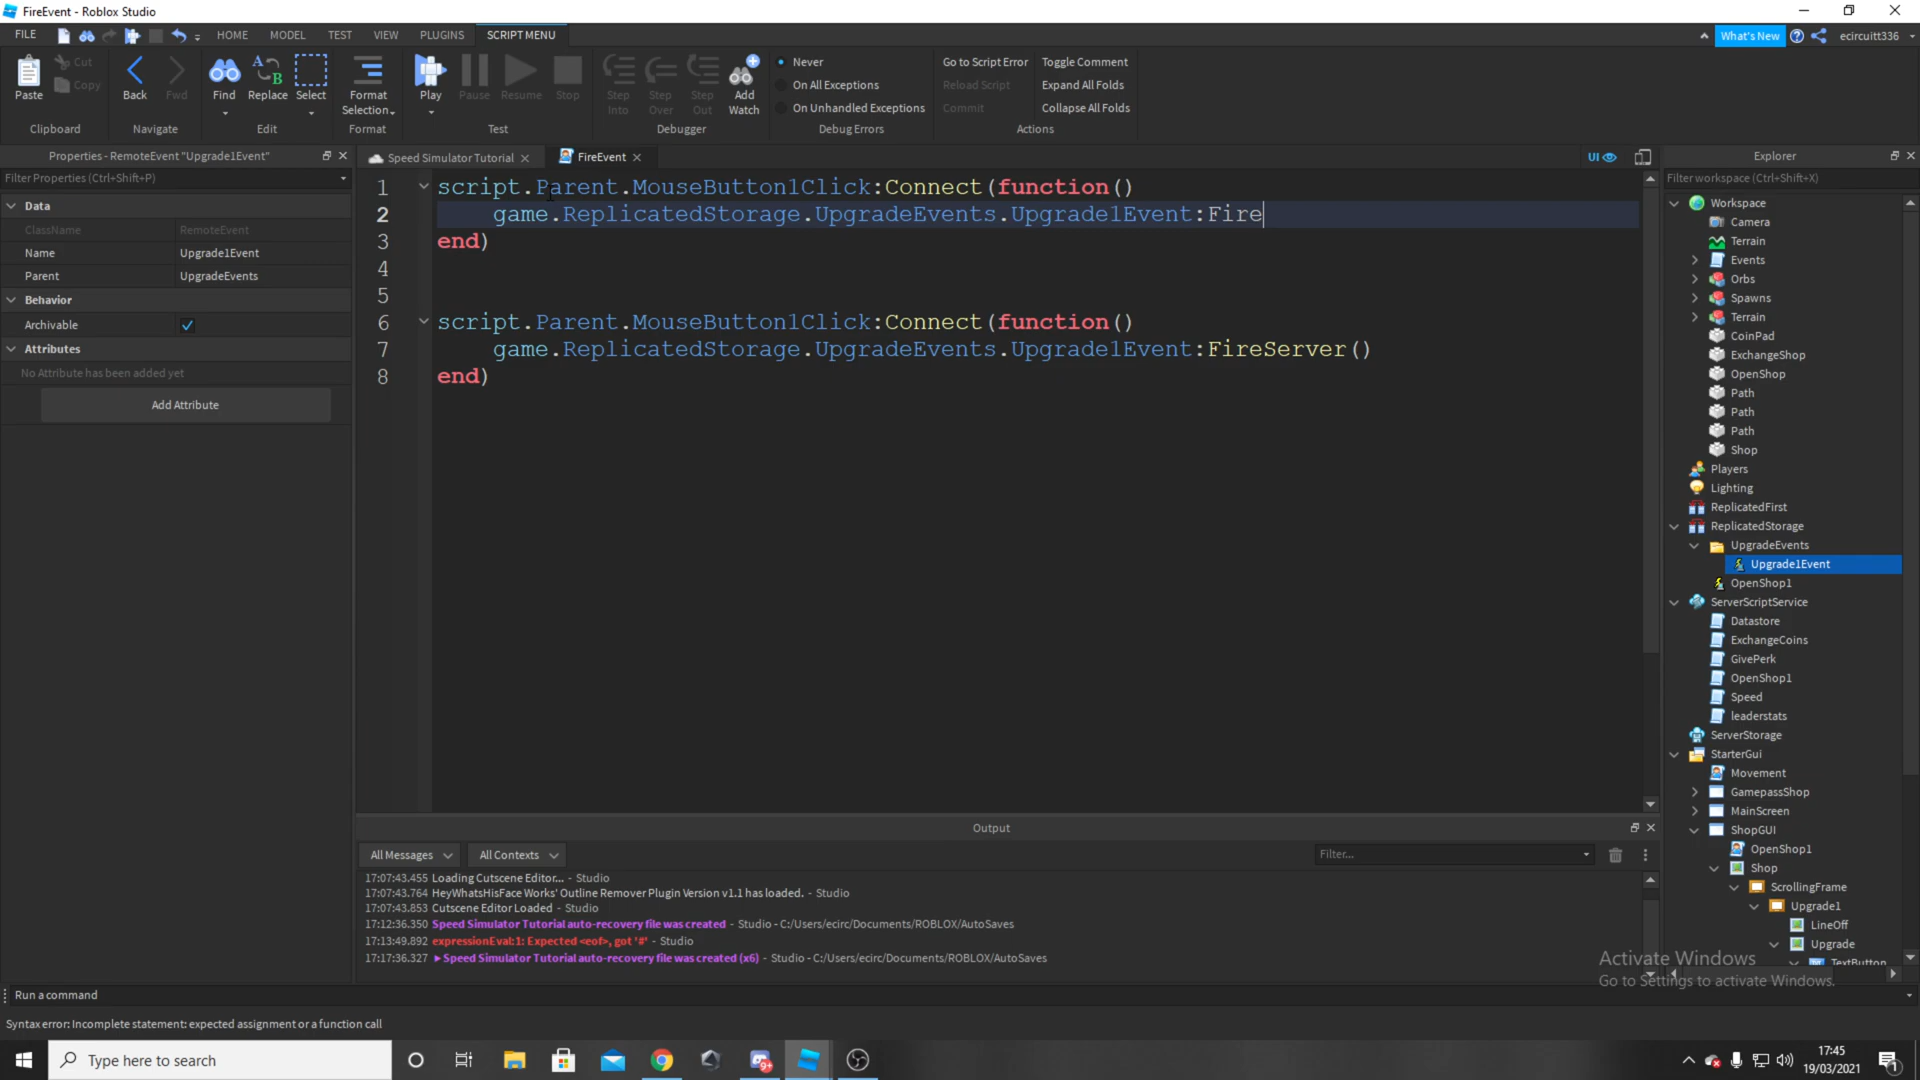 FireEvent - Roblox Studio
FILE HOME MODEL TEST VIEW PLUGINS SCRIPT MENU What's New ecircuitt336
Paste Cut Copy Back Fwd Find Replace Select Format Selection Play Pause Resume Stop Step Into Step Over Step Out Add Watch
Never Go to Script Error Toggle Comment
On All Exceptions Reload Script Expand All Folds
On Unhandled Exceptions Commit Collapse All Folds
Clipboard Navigate Edit Format Test Debugger Debug Errors Actions
Properties - RemoteEvent "Upgrade1Event"
Filter Properties (Ctrl+Shift+P)
Data
ClassName RemoteEvent
Name Upgrade1Event
Parent UpgradeEvents
Behavior
Archivable
Attributes
No Attribute has been added yet
Add Attribute
Speed Simulator Tutorial FireEvent UI
1 script.Parent.MouseButton1Click:Connect(function()
2 game.ReplicatedStorage.UpgradeEvents.Upgrade1Event:Fire
3 end)
4
5
6 script.Parent.MouseButton1Click:Connect(function()
7 game.ReplicatedStorage.UpgradeEvents.Upgrade1Event:FireServer()
8 end)
Explorer
Filter workspace (Ctrl+Shift+X)
Workspace
Camera
Terrain
Events
Orbs
Spawns
Terrain
CoinPad
ExchangeShop
OpenShop
Path
Path
Path
Shop
Players
Lighting
ReplicatedFirst
ReplicatedStorage
UpgradeEvents
Upgrade1Event
OpenShop1
ServerScriptService
Datastore
ExchangeCoins
GivePerk
OpenShop1
Speed
leaderstats
ServerStorage
StarterGui
Movement
GamepassShop
MainScreen
ShopGUI
OpenShop1
Shop
ScrollingFrame
Upgrade1
LineOff
Upgrade
TextButton
Output
All Messages All Contexts Filter...
17:07:43.455 Loading Cutscene Editor... - Studio
17:07:43.764 HeyWhatsHisFace Works' Outline Remover Plugin Version v1.1 has loaded. - Studio
17:07:43.853 Cutscene Editor Loaded - Studio
17:12:36.350 Speed Simulator Tutorial auto-recovery file was created - Studio - C:/Users/ecirc/Documents/ROBLOX/AutoSaves
17:13:49.892 expressionEval:1: Expected <eof>, got '#' - Studio
17:17:36.327 ▸Speed Simulator Tutorial auto-recovery file was created (x6) - Studio - C:/Users/ecirc/Documents/ROBLOX/AutoSaves
Activate Windows
Go to Settings to activate Windows.
Run a command
Syntax error: Incomplete statement: expected assignment or a function call
Type here to search
9+
17:45
19/03/2021
1